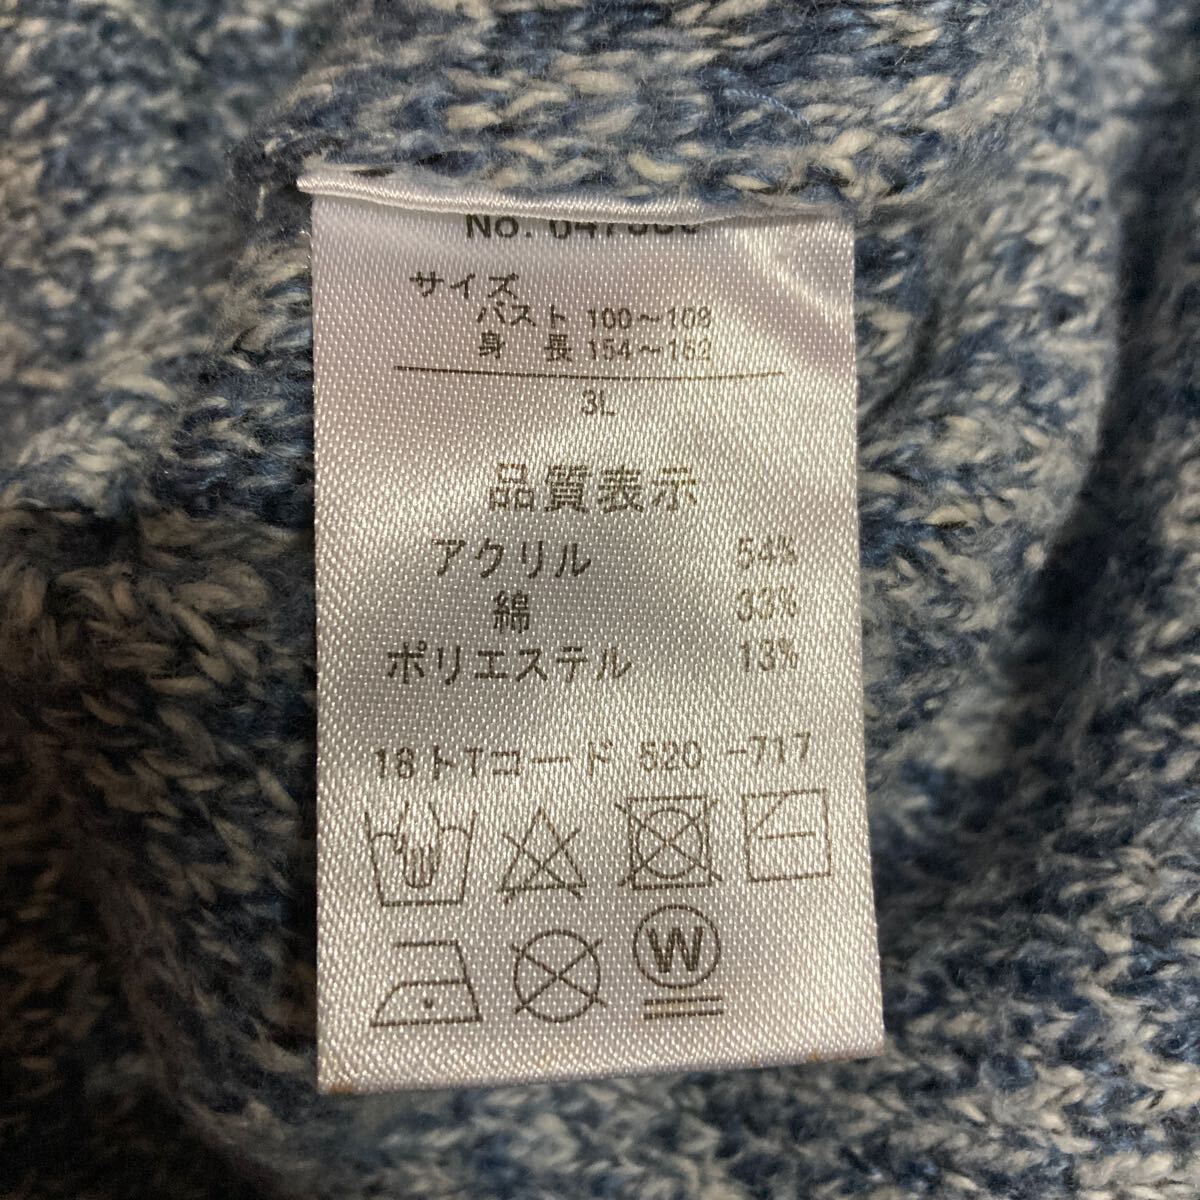 No.
サイズ
バスト 100～108
身長 154～162
3L
品質表示
アクリル 54%
綿 33%
ポリエステル 13%
18トTコード 520 -717
W